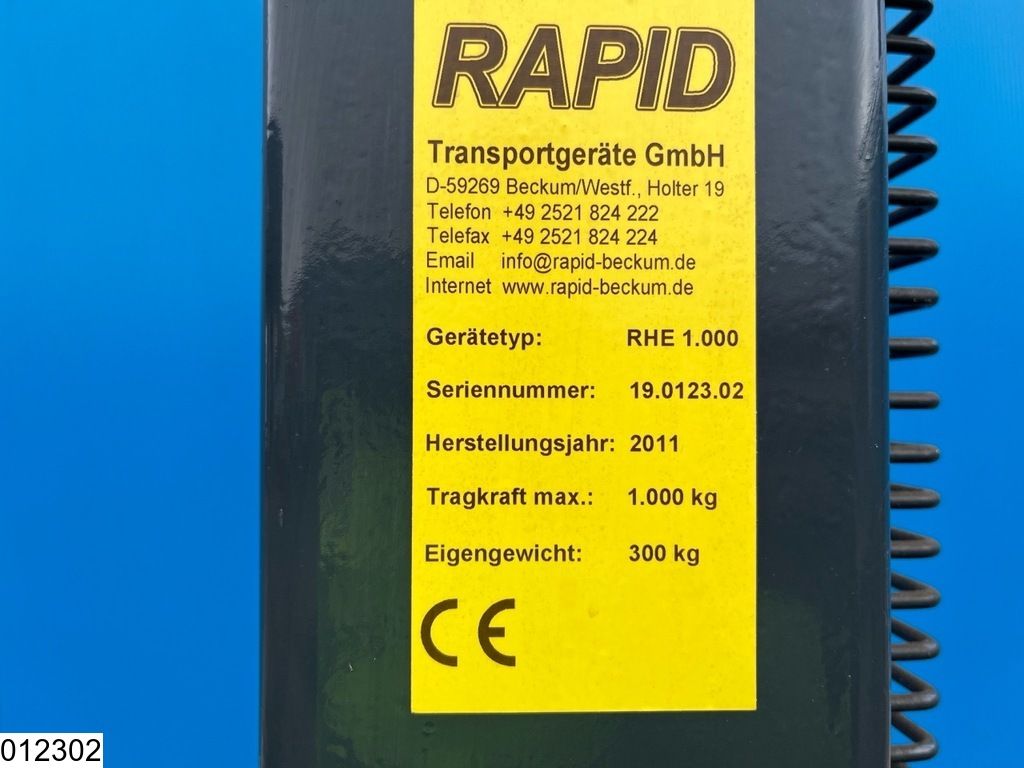 RAPID
Transportgeräte GmbH
D-59269 Beckum/Westf., Holter 19
Telefon +49 2521 824 222
Telefax +49 2521 824 224
Email info@rapid-beckum.de
Internet www.rapid-beckum.de
Gerätetyp: RHE 1.000
Seriennummer: 19.0123.02
Herstellungsjahr: 2011
Tragkraft max.: 1.000 kg
Eigengewicht: 300 kg
CE
012302